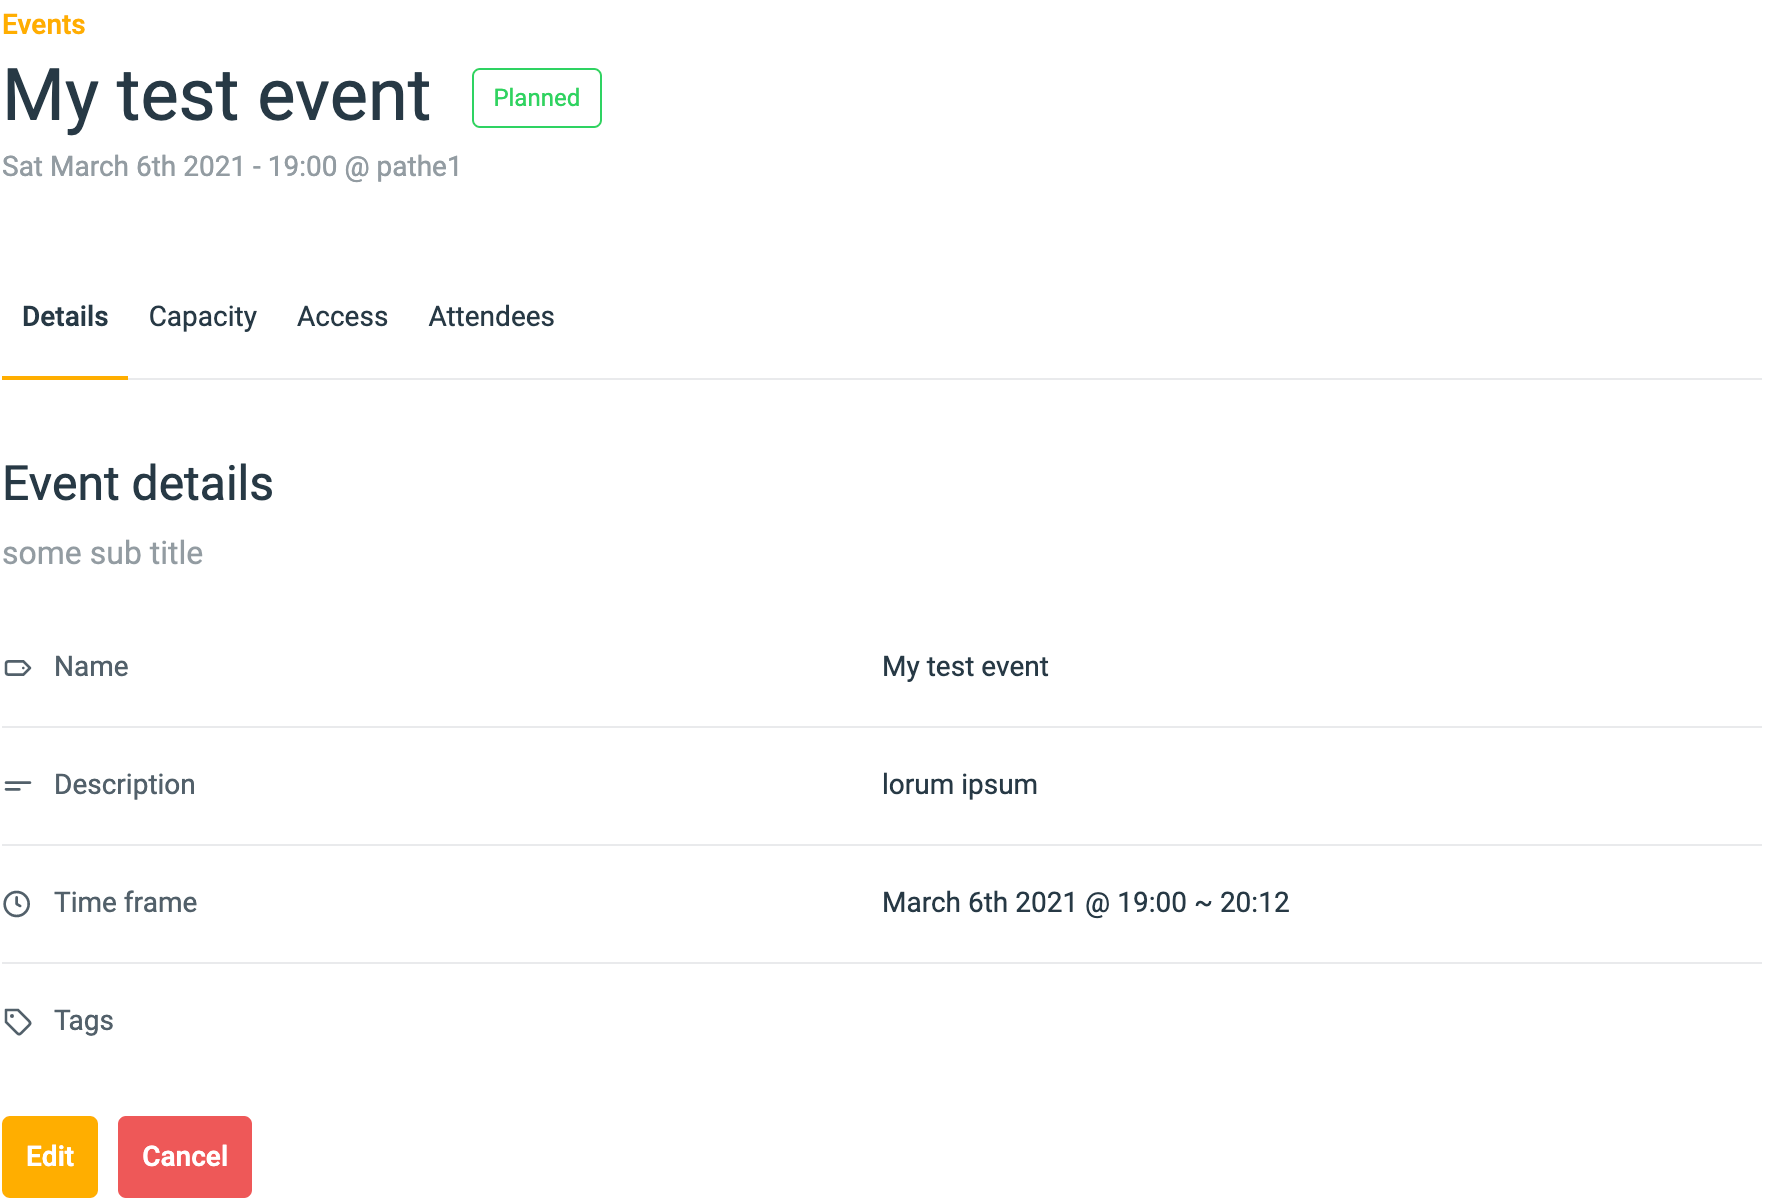 Events
My test event Planned
Sat March 6th 2021 - 19:00 @ pathe1
Details Capacity Access Attendees
Event details
some sub title
Name My test event
Description lorum ipsum
Time frame March 6th 2021 @ 19:00 ~ 20:12
Tags
Edit Cancel